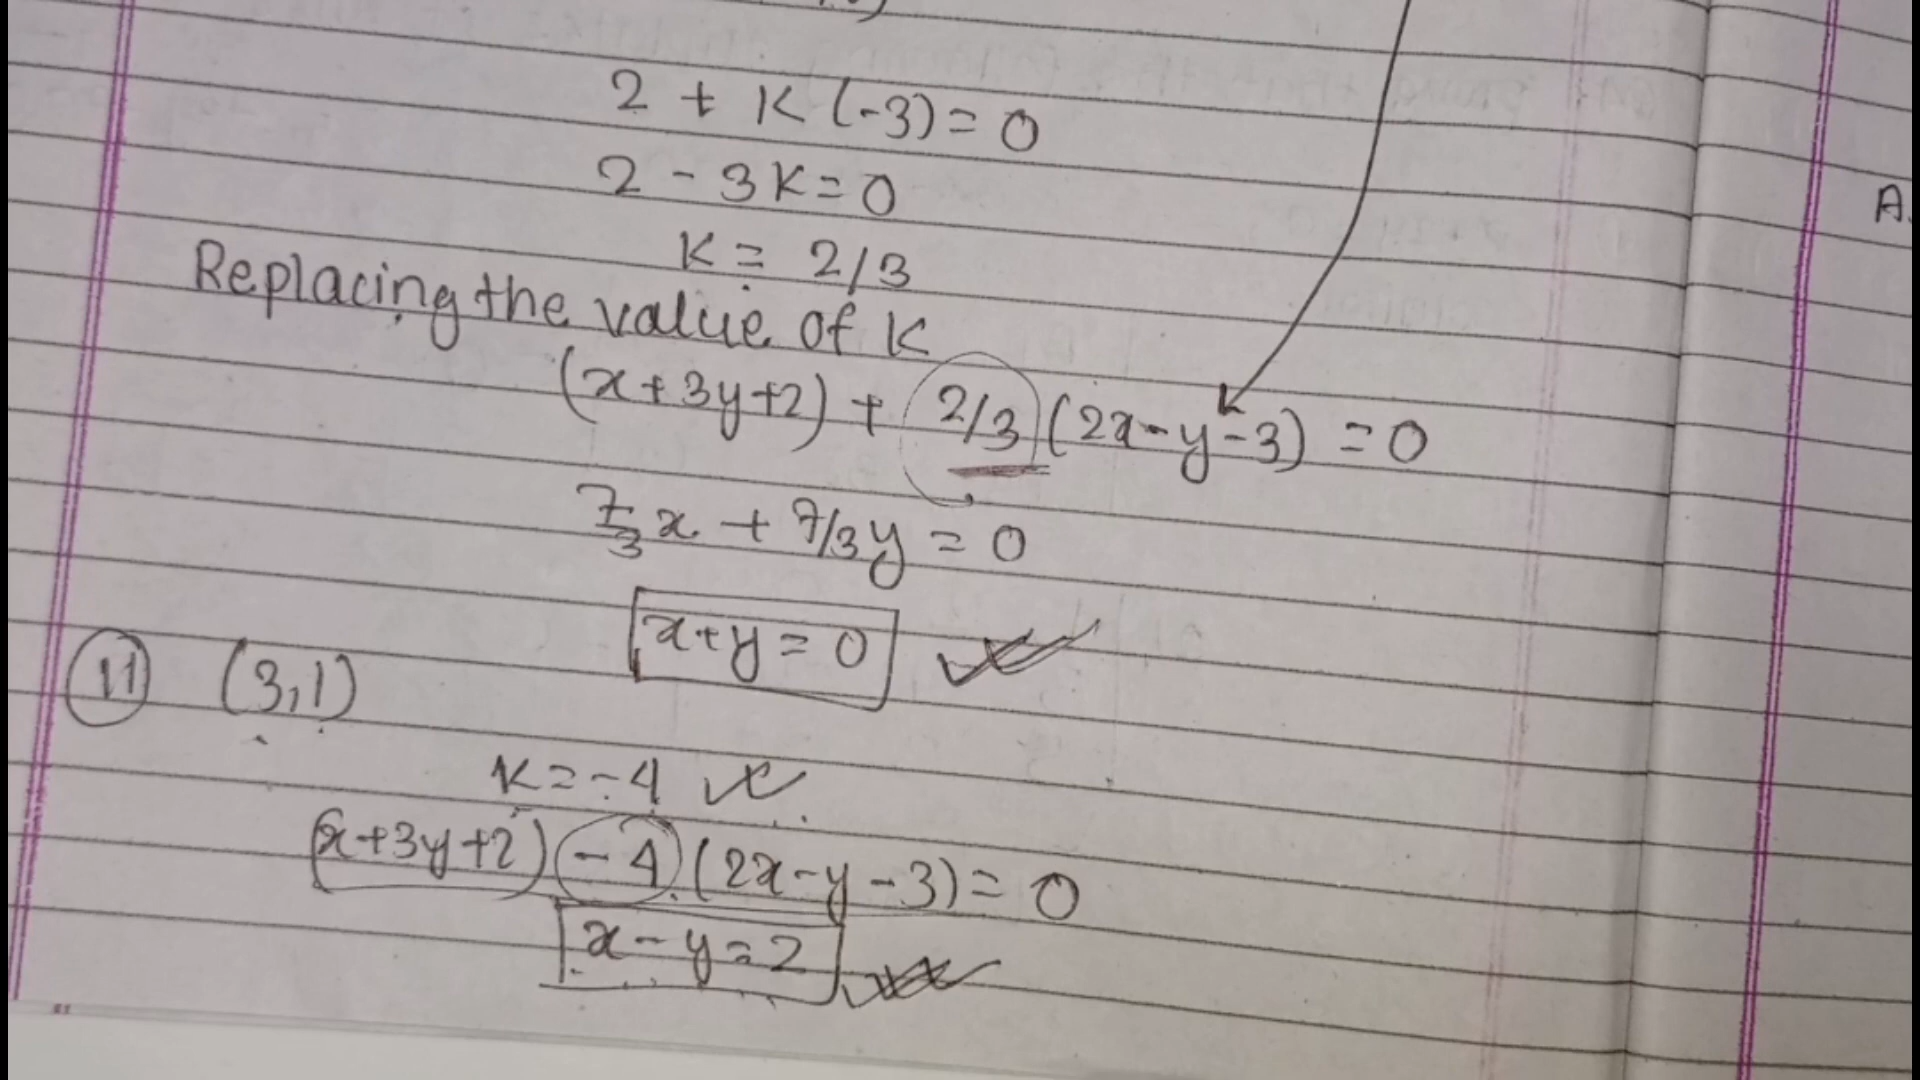 2 + K (-3) = 0
2 - 3K = 0
K = 2/3
Replacing the value of K
(x+3y+2) + 2/3 (2x-y-3) = 0
7/3 x + 7/3 y = 0
x+y = 0
11 (3,1)
K = -4
(x+3y+2) -4 (2x-y-3) = 0
x-y=2
A.